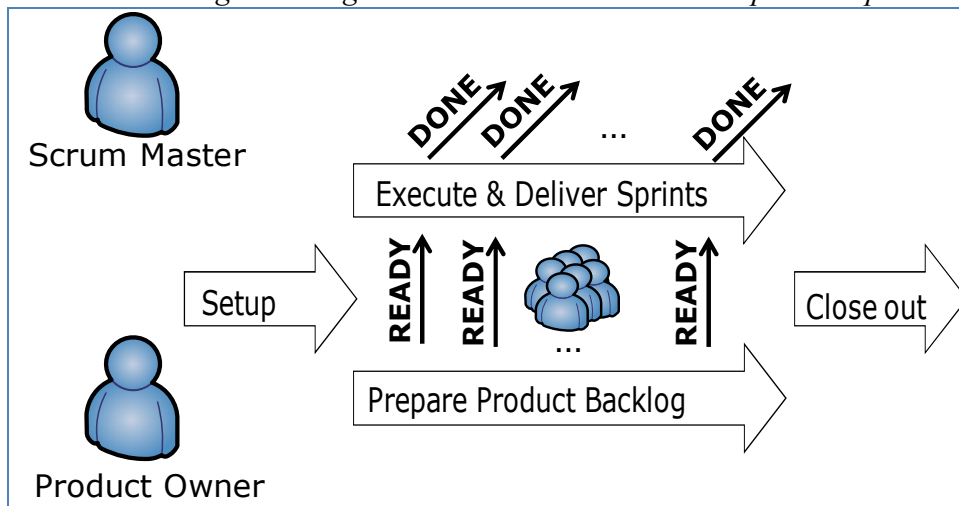 Scrum Master
DONE
DONE
...
DONE
Execute & Deliver Sprints
READY
READY
READY
Setup
Close out
...
Prepare Product Backlog
Product Owner